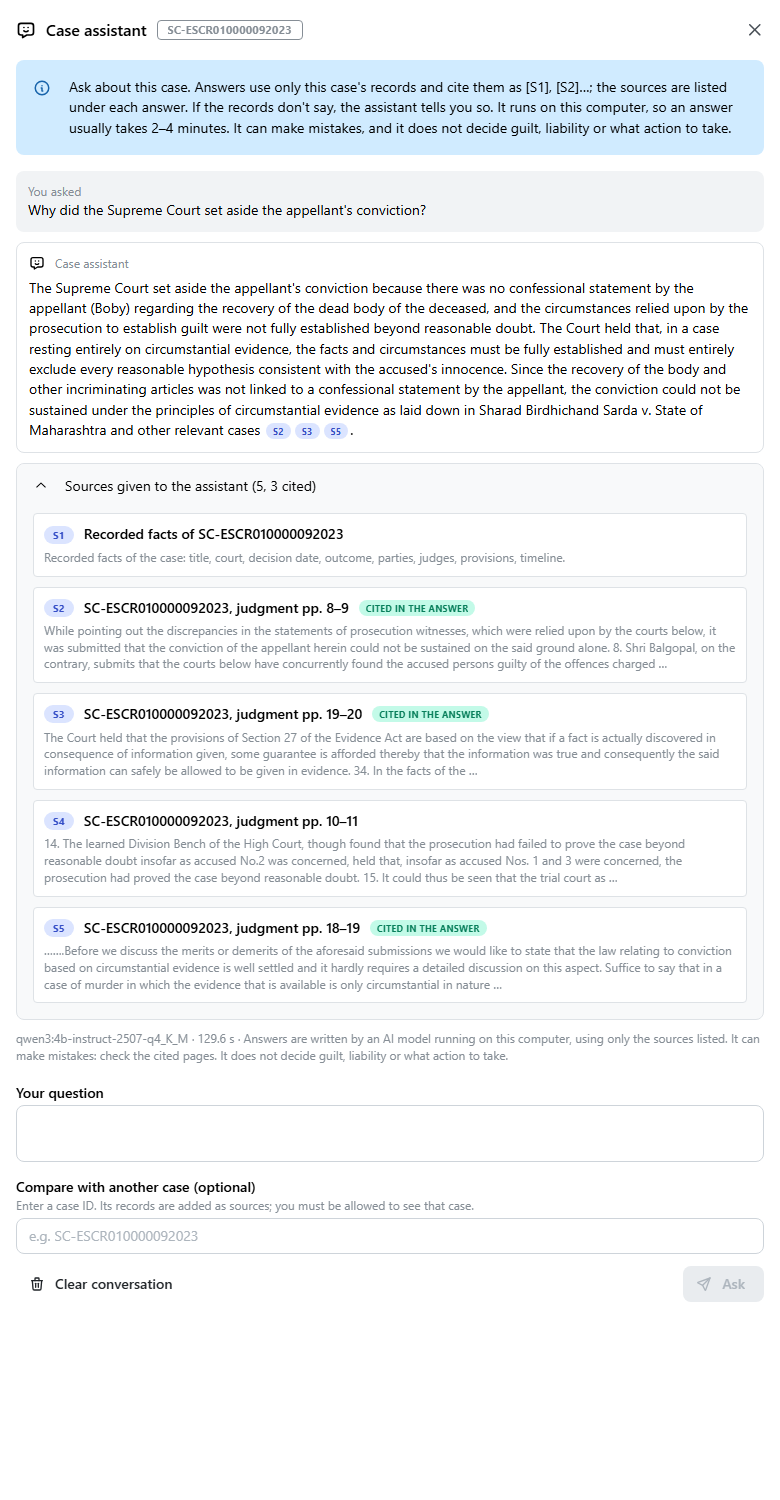 Case assistant SC-ESCR010000092023
Ask about this case. Answers use only this case's records and cite them as [S1], [S2]...; the sources are listed
under each answer. If the records don't say, the assistant tells you so. It runs on this computer, so an answer
usually takes 2–4 minutes. It can make mistakes, and it does not decide guilt, liability or what action to take.
You asked
Why did the Supreme Court set aside the appellant's conviction?
Case assistant
The Supreme Court set aside the appellant's conviction because there was no confessional statement by the
appellant (Boby) regarding the recovery of the dead body of the deceased, and the circumstances relied upon by the
prosecution to establish guilt were not fully established beyond reasonable doubt. The Court held that, in a case
resting entirely on circumstantial evidence, the facts and circumstances must be fully established and must entirely
exclude every reasonable hypothesis consistent with the accused's innocence. Since the recovery of the body and
other incriminating articles was not linked to a confessional statement by the appellant, the conviction could not be
sustained under the principles of circumstantial evidence as laid down in Sharad Birdhichand Sarda v. State of
Maharashtra and other relevant cases S2 S3 S5 .
Sources given to the assistant (5, 3 cited)
S1 Recorded facts of SC-ESCR010000092023
Recorded facts of the case: title, court, decision date, outcome, parties, judges, provisions, timeline.
S2 SC-ESCR010000092023, judgment pp. 8–9 CITED IN THE ANSWER
While pointing out the discrepancies in the statements of prosecution witnesses, which were relied upon by the courts below, it
was submitted that the conviction of the appellant herein could not be sustained on the said ground alone. 8. Shri Balgopal, on the
contrary, submits that the courts below have concurrently found the accused persons guilty of the offences charged ...
S3 SC-ESCR010000092023, judgment pp. 19–20 CITED IN THE ANSWER
The Court held that the provisions of Section 27 of the Evidence Act are based on the view that if a fact is actually discovered in
consequence of information given, some guarantee is afforded thereby that the information was true and consequently the said
information can safely be allowed to be given in evidence. 34. In the facts of the ...
S4 SC-ESCR010000092023, judgment pp. 10–11
14. The learned Division Bench of the High Court, though found that the prosecution had failed to prove the case beyond
reasonable doubt insofar as accused No.2 was concerned, held that, insofar as accused Nos. 1 and 3 were concerned, the
prosecution had proved the case beyond reasonable doubt. 15. It could thus be seen that the trial court as ...
S5 SC-ESCR010000092023, judgment pp. 18–19 CITED IN THE ANSWER
.......Before we discuss the merits or demerits of the aforesaid submissions we would like to state that the law relating to conviction
based on circumstantial evidence is well settled and it hardly requires a detailed discussion on this aspect. Suffice to say that in a
case of murder in which the evidence that is available is only circumstantial in nature ...
qwen3:4b-instruct-2507-q4_K_M · 129.6 s · Answers are written by an AI model running on this computer, using only the sources listed. It can
make mistakes: check the cited pages. It does not decide guilt, liability or what action to take.
Your question
Compare with another case (optional)
Enter a case ID. Its records are added as sources; you must be allowed to see that case.
e.g. SC-ESCR010000092023
Clear conversation Ask